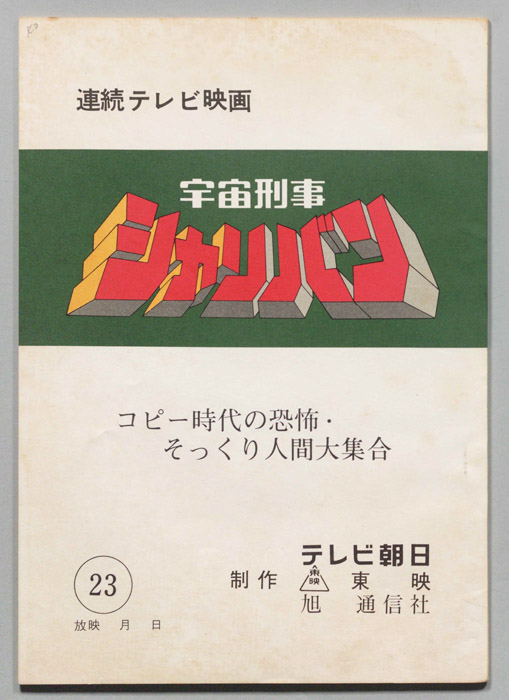 連続テレビ映画
宇宙刑事
シャリバン
コピー時代の恐怖・
そっくり人間大集合
テレビ朝日
制作 東映 東 映
旭 通信社
23
放映 月 日